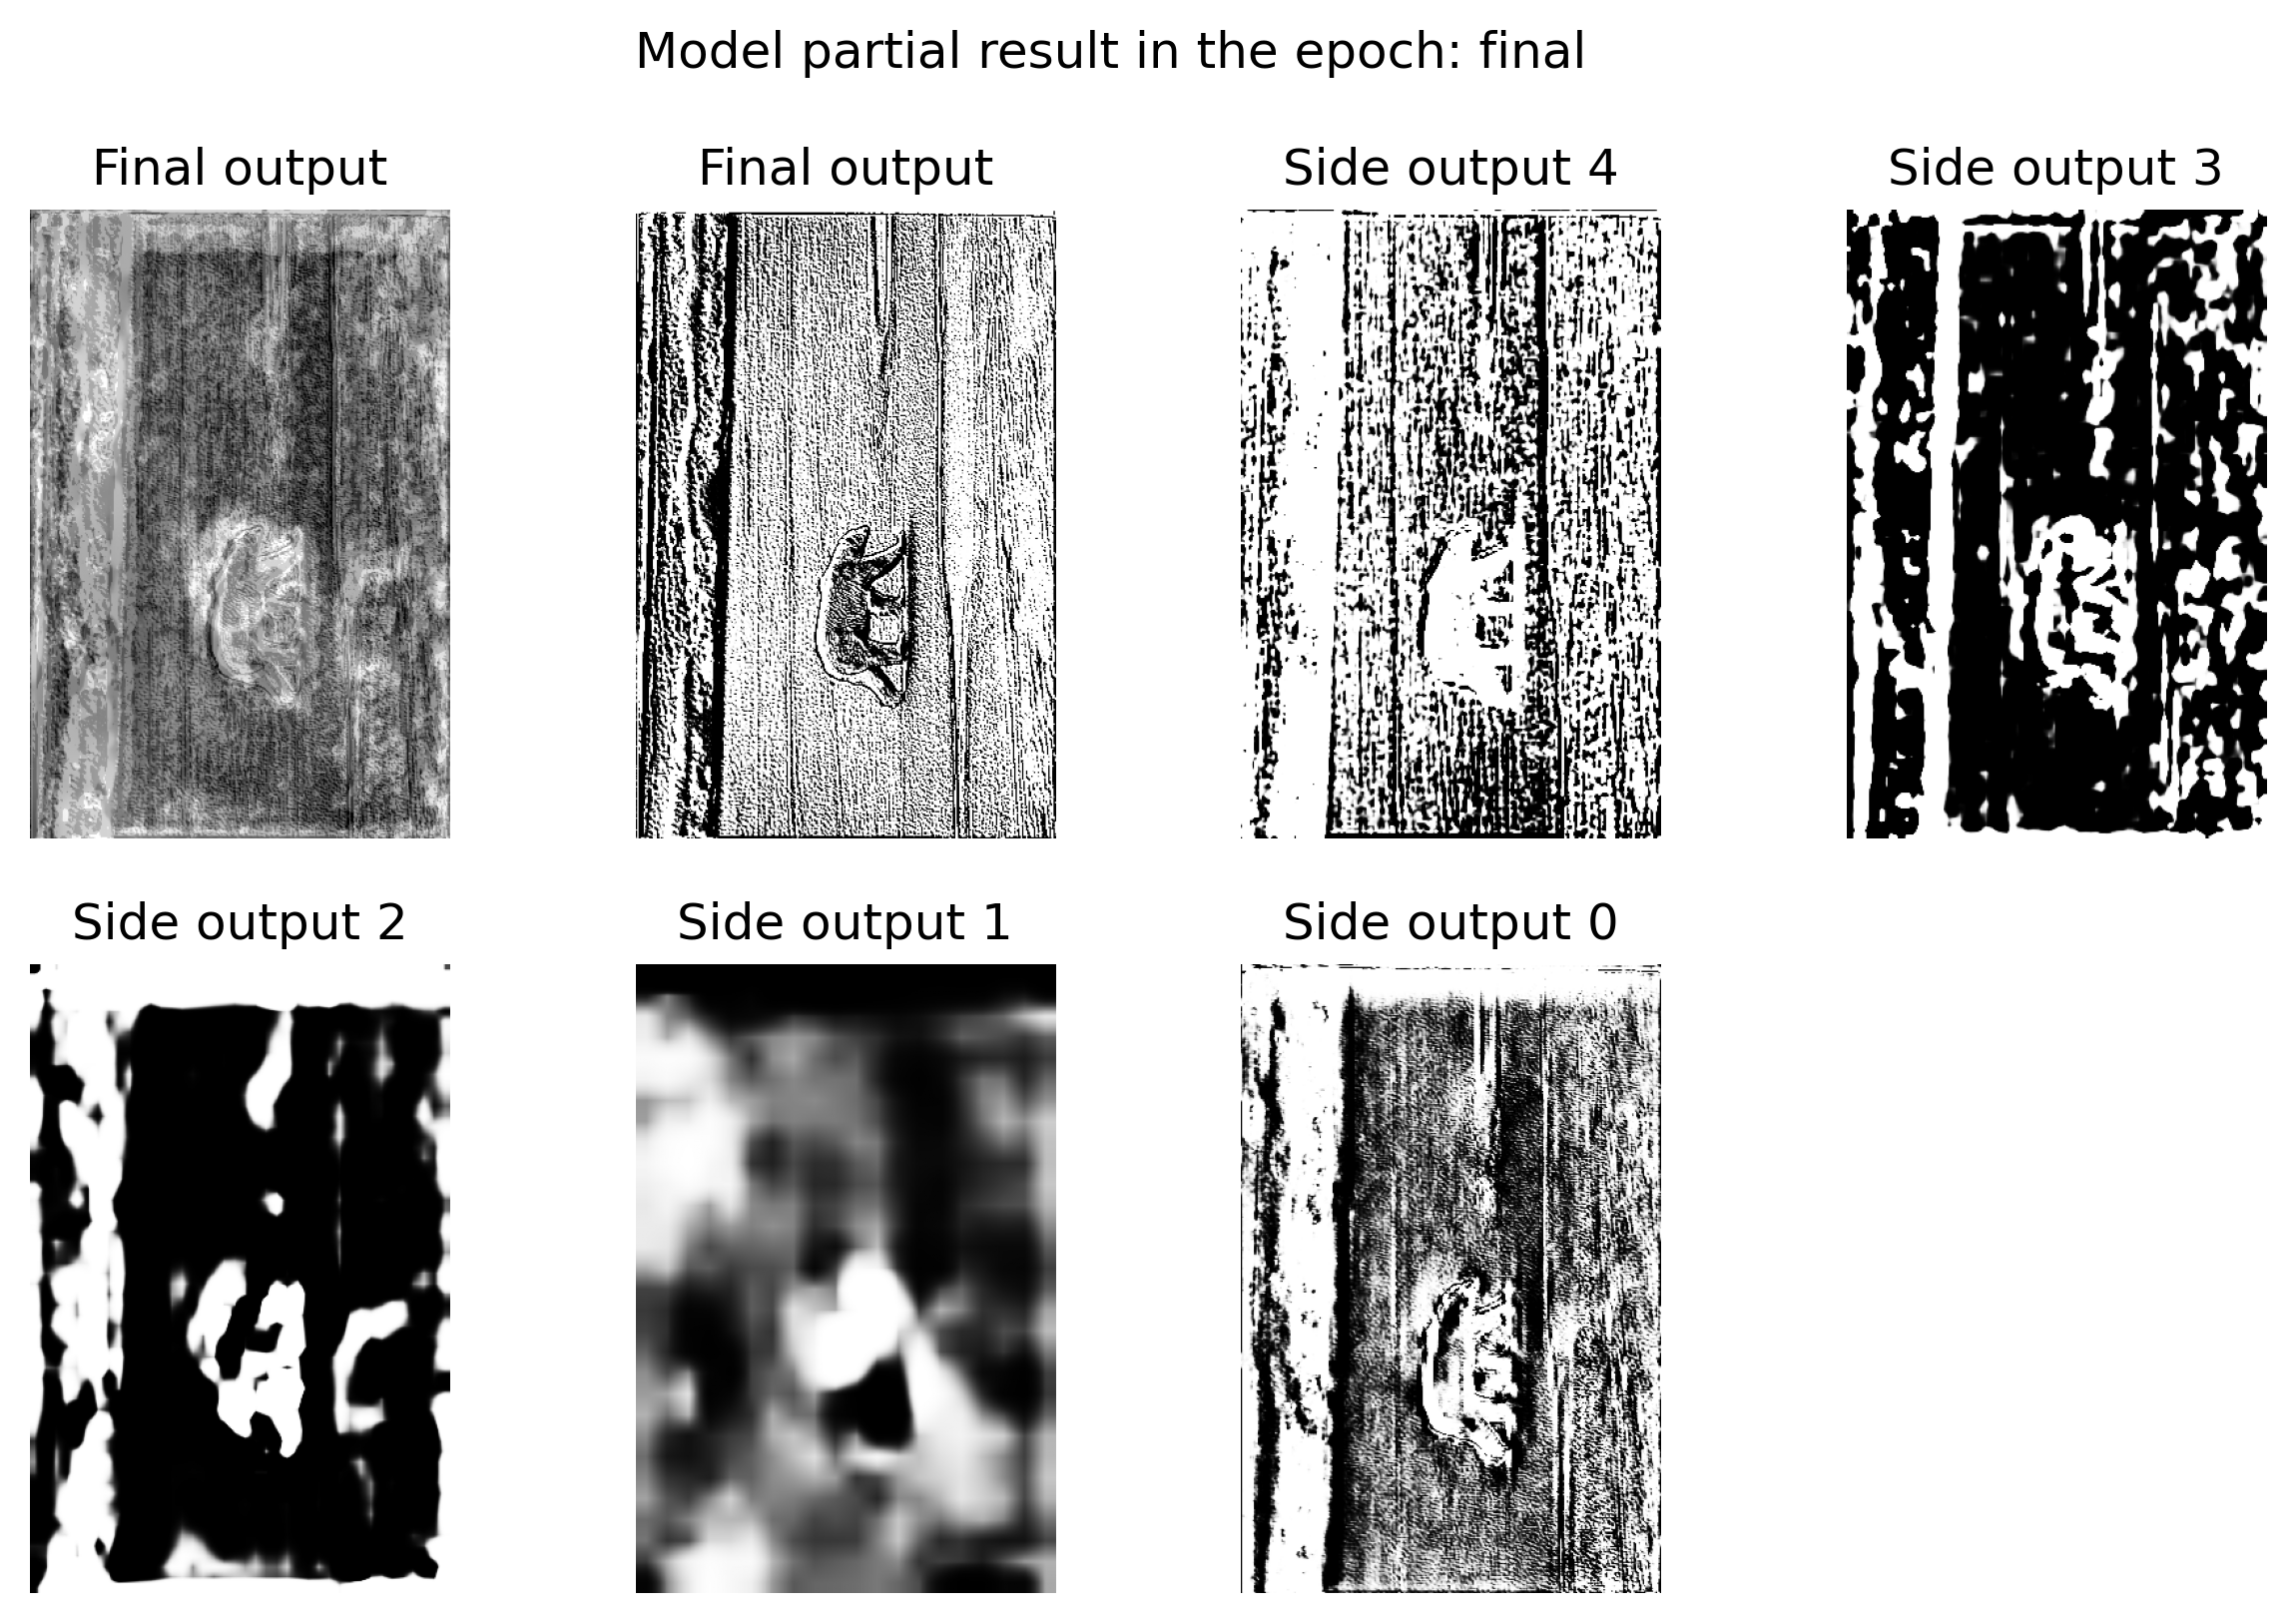 Model partial result in the epoch: final
Final output
Final output
Side output 4
Side output 3
Side output 2
Side output 1
Side output 0